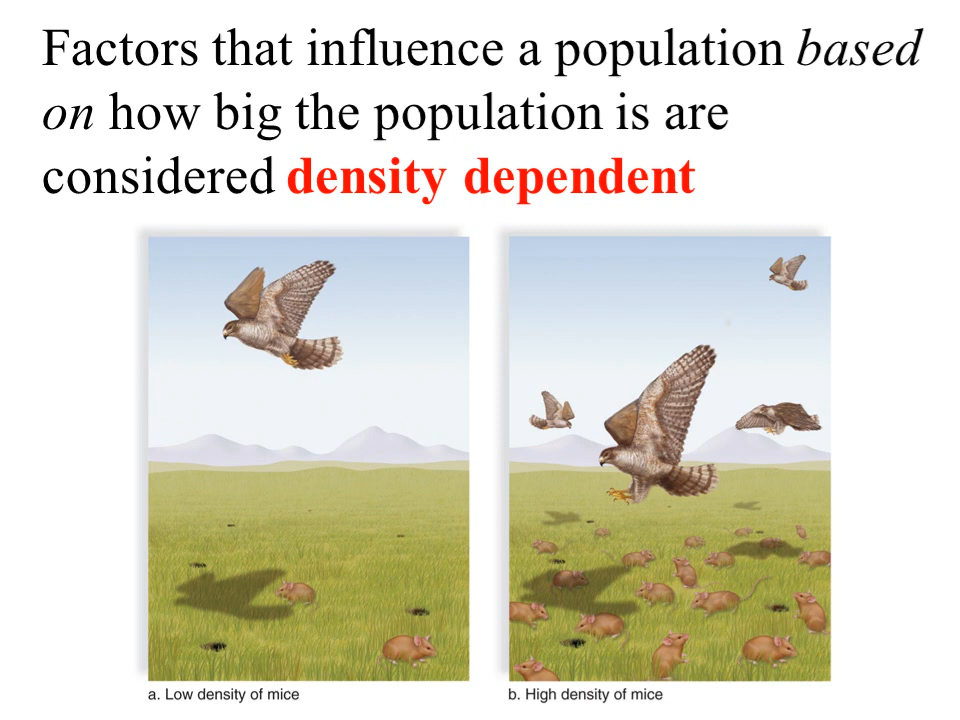 Factors that influence a population based
on how big the population is are
considered density dependent
a. Low density of mice
b. High density of mice